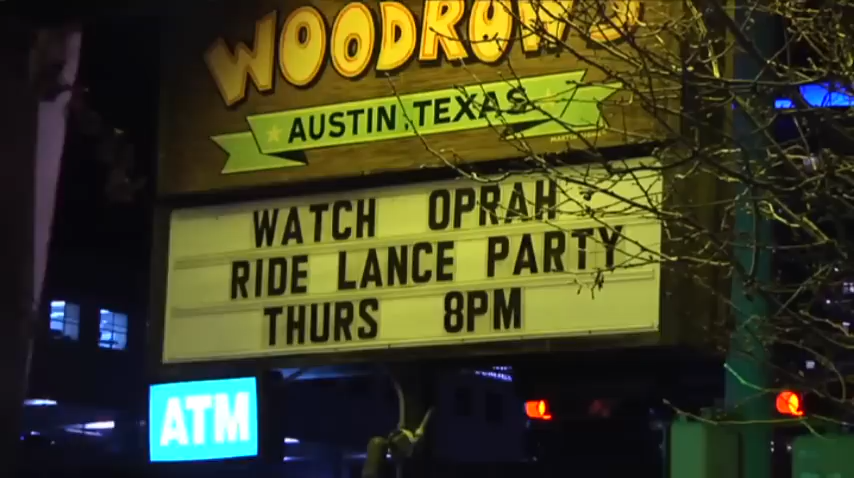 WOODROW'S
AUSTIN, TEXAS
WATCH OPRAH -
RIDE LANCE PARTY
THURS 8PM
ATM